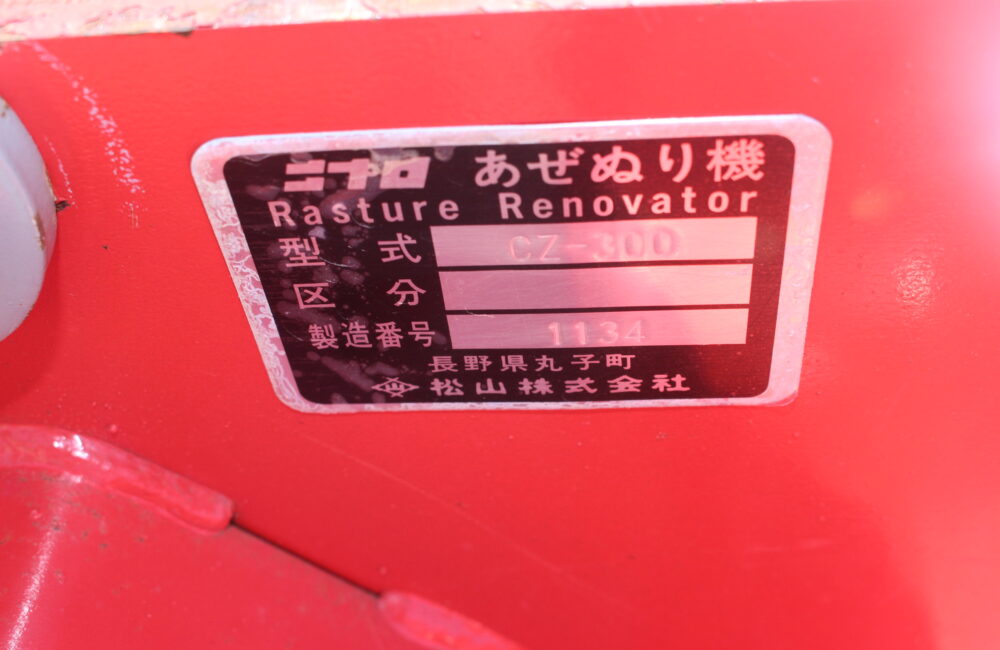 ニプロ あぜぬり機
Rasture Renovator
型式 CZ-300
区分
製造番号 1134
長野県丸子町
松山株式会社